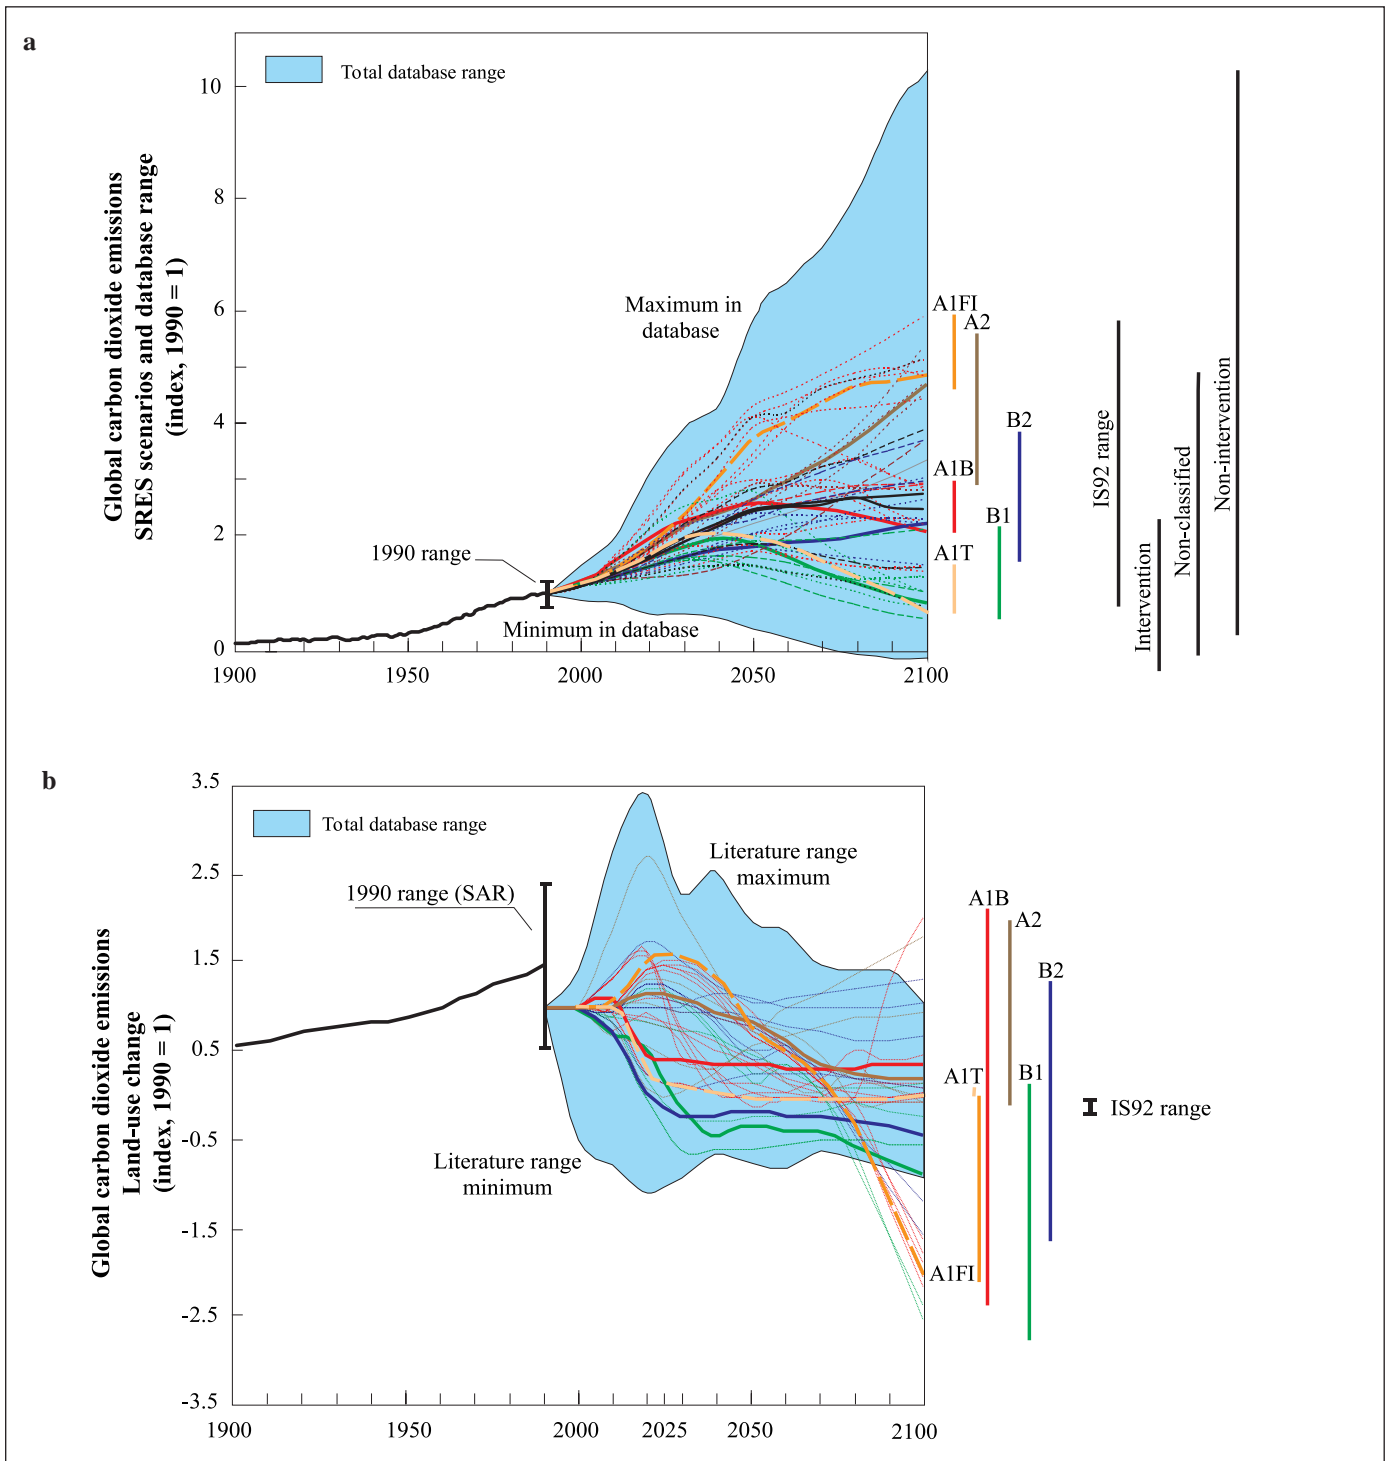 a
Total database range
Global carbon dioxide emissions
SRES scenarios and database range
(index, 1990 = 1)
10
8
6
4
2
0
1900
1950
2000
2050
2100
Maximum in
database
1990 range
Minimum in database
A1FI
A2
B2
A1B
B1
A1T
IS92 range
Intervention
Non-classified
Non-intervention
b
Total database range
Global carbon dioxide emissions
Land-use change
(index, 1990 = 1)
3.5
2.5
1.5
0.5
-0.5
-1.5
-2.5
-3.5
1900
1950
2000
2025
2050
2100
1990 range (SAR)
Literature range
maximum
Literature range
minimum
A1B
A2
B2
A1T
B1
A1FI
IS92 range